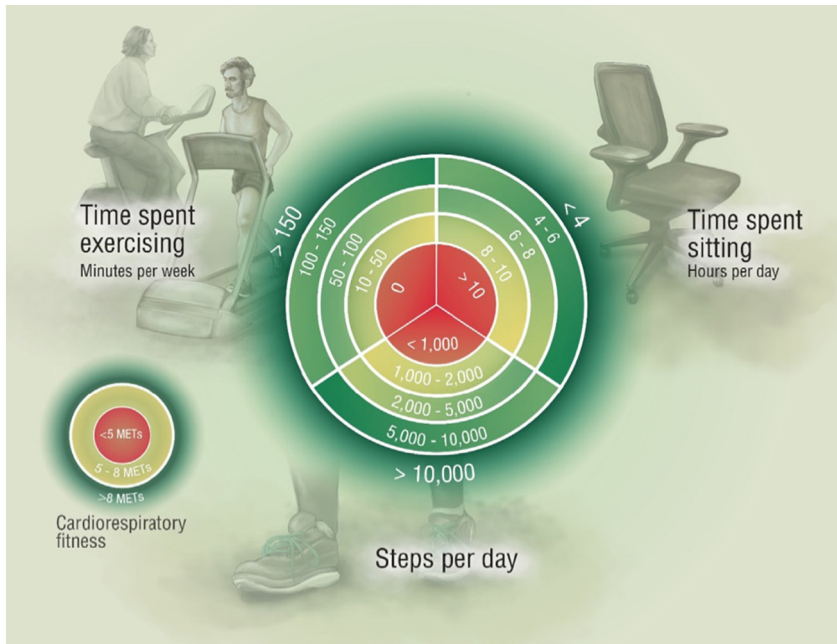 Time spent
exercising
Minutes per week
> 150
100 - 150
50 - 100
10 - 50
0
Time spent
sitting
Hours per day
< 4
4 - 6
6 - 8
8 - 10
> 10
< 1,000
1,000 - 2,000
2,000 - 5,000
5,000 - 10,000
> 10,000
Steps per day
<5 METs
5 - 8 METs
>8 METs
Cardiorespiratory
fitness